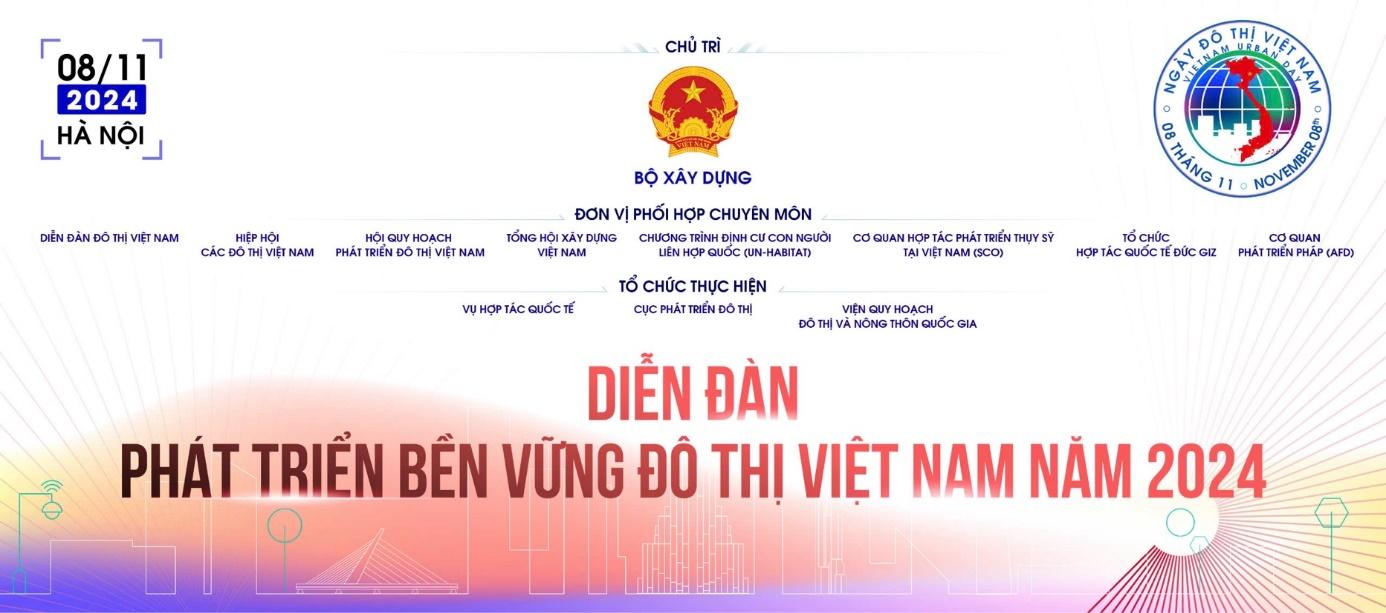 08/11
2024
HÀ NỘI
CHỦ TRÌ
VIỆT NAM
BỘ XÂY DỰNG
NGÀY ĐÔ THỊ VIỆT NAM
VIETNAM URBAN DAY
08 THÁNG 11 ○ NOVEMBER 08th
ĐƠN VỊ PHỐI HỢP CHUYÊN MÔN
DIỄN ĐÀN ĐÔ THỊ VIỆT NAM
HIỆP HỘI
CÁC ĐÔ THỊ VIỆT NAM
HỘI QUY HOẠCH
PHÁT TRIỂN ĐÔ THỊ VIỆT NAM
TỔNG HỘI XÂY DỰNG
VIỆT NAM
CHƯƠNG TRÌNH ĐỊNH CƯ CON NGƯỜI
LIÊN HỢP QUỐC (UN-HABITAT)
CƠ QUAN HỢP TÁC PHÁT TRIỂN THỤY SỸ
TẠI VIỆT NAM (SCO)
TỔ CHỨC
HỢP TÁC QUỐC TẾ ĐỨC GIZ
CƠ QUAN
PHÁT TRIỂN PHÁP (AFD)
TỔ CHỨC THỰC HIỆN
VỤ HỢP TÁC QUỐC TẾ
CỤC PHÁT TRIỂN ĐÔ THỊ
VIỆN QUY HOẠCH
ĐÔ THỊ VÀ NÔNG THÔN QUỐC GIA
DIỄN ĐÀN
PHÁT TRIỂN BỀN VỮNG ĐÔ THỊ VIỆT NAM NĂM 2024